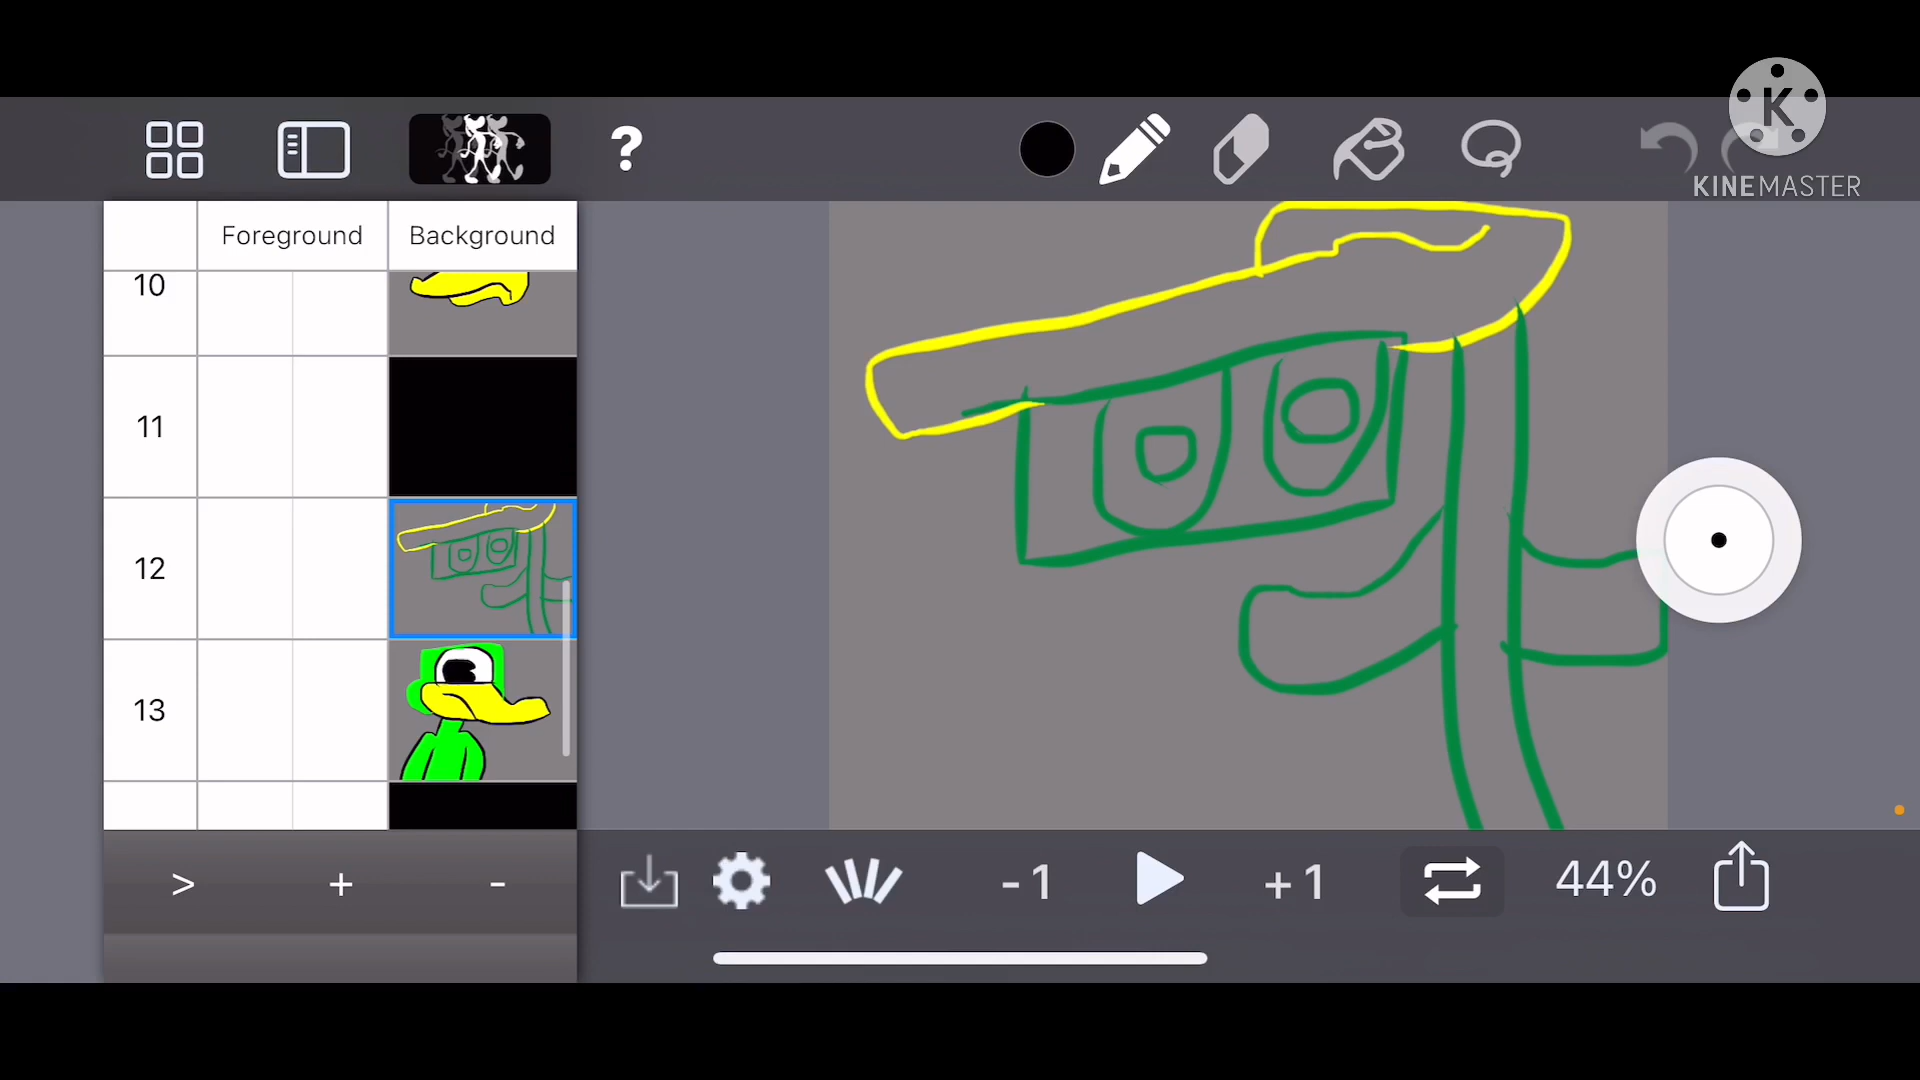 ?
K
KINEMASTER
Foreground Background
10
11
12
13
> + -
-1 +1 44%